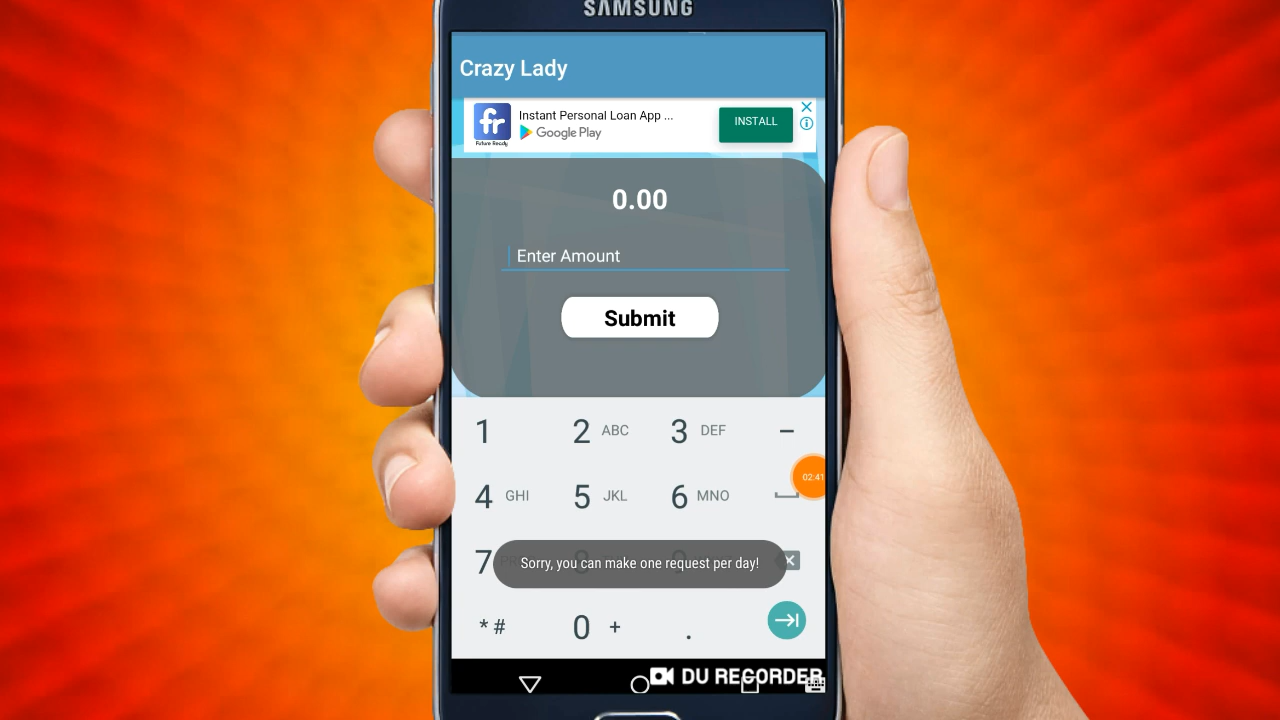 SAMSUNG
Crazy Lady
fr
Future Ready
Instant Personal Loan App ...
Google Play
INSTALL
0.00
Enter Amount
Submit
1
2 ABC
3 DEF
–
4 GHI
5 JKL
6 MNO
02:41
7
Sorry, you can make one request per day!
* #
0 +
.
DU RECORDER